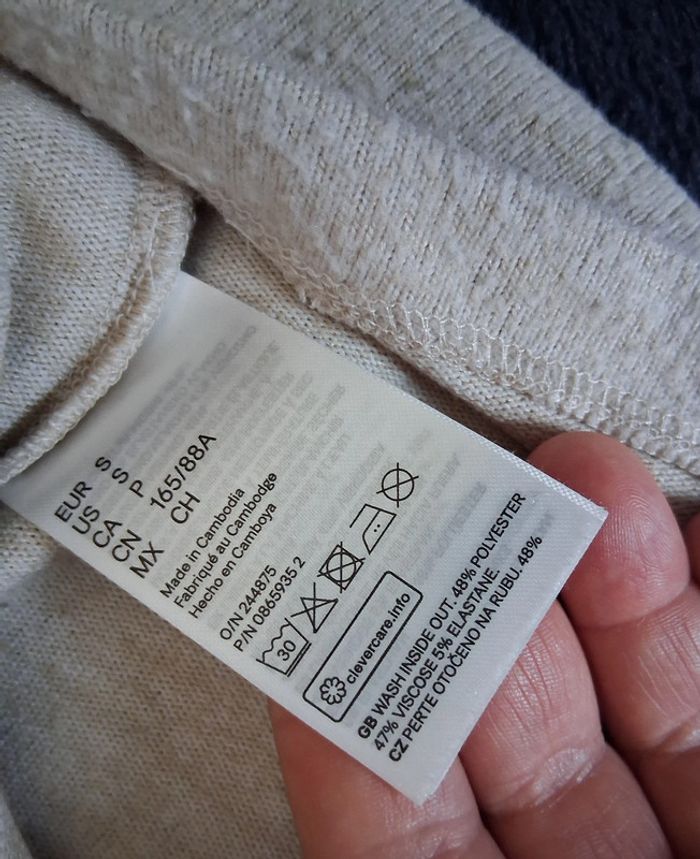 EUR S
US S
CA P
CN 165/88A
MX CH
Made in Cambodia
Fabriqué au Cambodge
Hecho en Camboya
O/N 244875
P/N 0865935 2
30
clevercare.info
GB WASH INSIDE OUT. 48% POLYESTER
47% VISCOSE 5% ELASTANE.
CZ PERTE OTOČENO NA RUBU. 48%